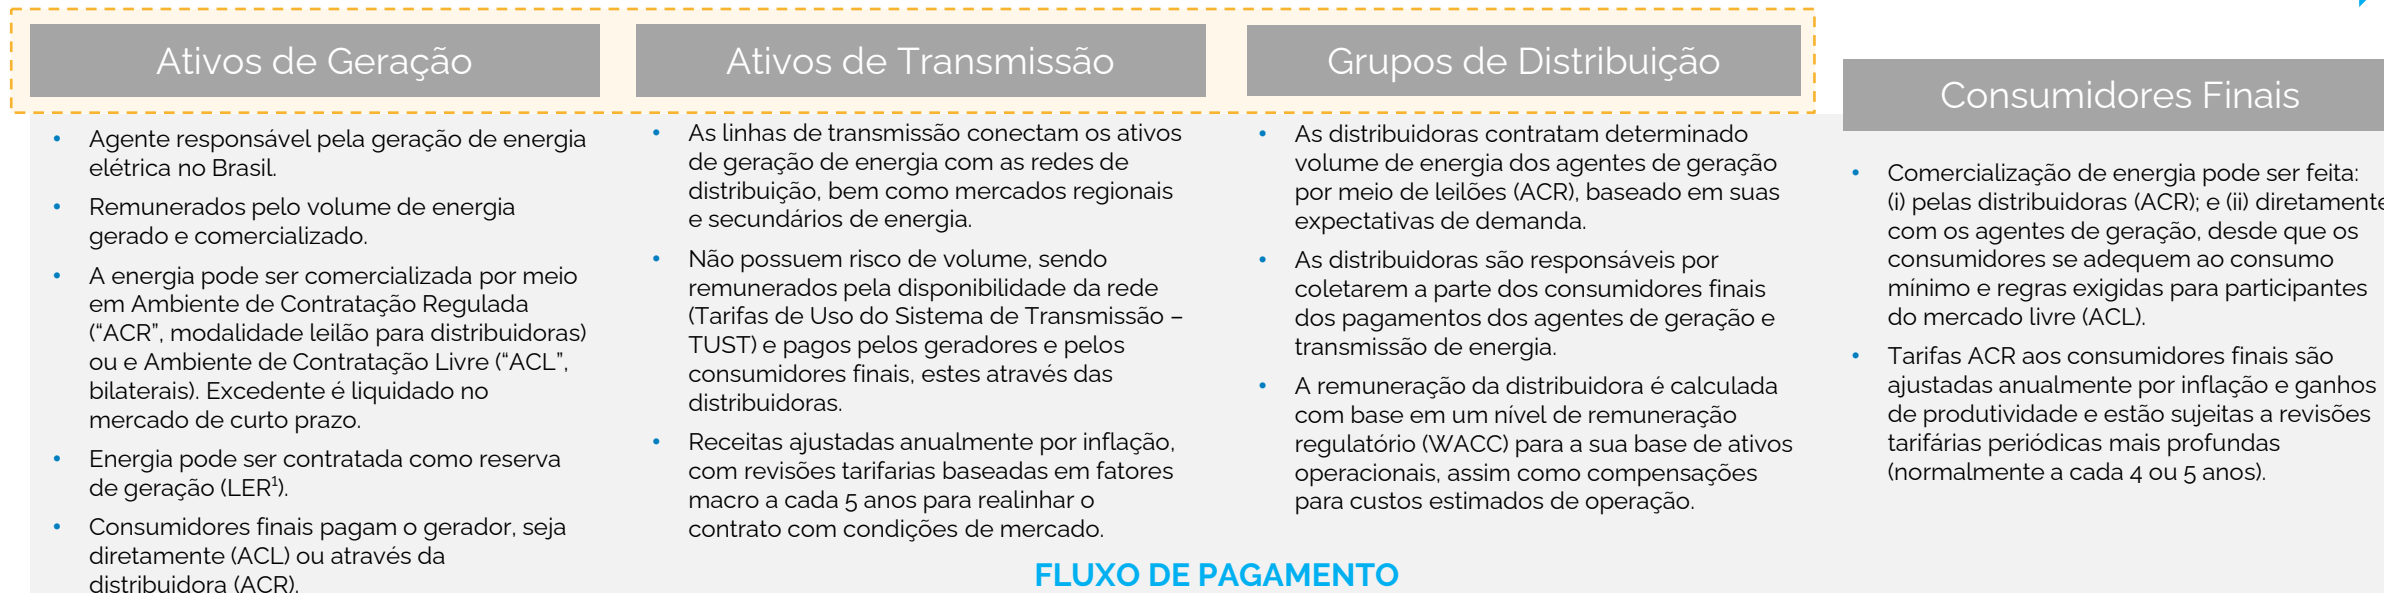 Ativos de Geração
• Agente responsável pela geração de energia
elétrica no Brasil.
• Remunerados pelo volume de energia
gerado e comercializado.
• A energia pode ser comercializada por meio
em Ambiente de Contratação Regulada
(“ACR”, modalidade leilão para distribuidoras)
ou e Ambiente de Contratação Livre (“ACL”,
bilaterais). Excedente é liquidado no
mercado de curto prazo.
• Energia pode ser contratada como reserva
de geração (LER¹).
• Consumidores finais pagam o gerador, seja
diretamente (ACL) ou através da
distribuidora (ACR).
Ativos de Transmissão
• As linhas de transmissão conectam os ativos
de geração de energia com as redes de
distribuição, bem como mercados regionais
e secundários de energia.
• Não possuem risco de volume, sendo
remunerados pela disponibilidade da rede
(Tarifas de Uso do Sistema de Transmissão –
TUST) e pagos pelos geradores e pelos
consumidores finais, estes através das
distribuidoras.
• Receitas ajustadas anualmente por inflação,
com revisões tarifarias baseadas em fatores
macro a cada 5 anos para realinhar o
contrato com condições de mercado.
Grupos de Distribuição
• As distribuidoras contratam determinado
volume de energia dos agentes de geração
por meio de leilões (ACR), baseado em suas
expectativas de demanda.
• As distribuidoras são responsáveis por
coletarem a parte dos consumidores finais
dos pagamentos dos agentes de geração e
transmissão de energia.
• A remuneração da distribuidora é calculada
com base em um nível de remuneração
regulatório (WACC) para a sua base de ativos
operacionais, assim como compensações
para custos estimados de operação.
Consumidores Finais
• Comercialização de energia pode ser feita:
(i) pelas distribuidoras (ACR); e (ii) diretamente
com os agentes de geração, desde que os
consumidores se adequem ao consumo
mínimo e regras exigidas para participantes
do mercado livre (ACL).
• Tarifas ACR aos consumidores finais são
ajustadas anualmente por inflação e ganhos
de produtividade e estão sujeitas a revisões
tarifárias periódicas mais profundas
(normalmente a cada 4 ou 5 anos).
FLUXO DE PAGAMENTO